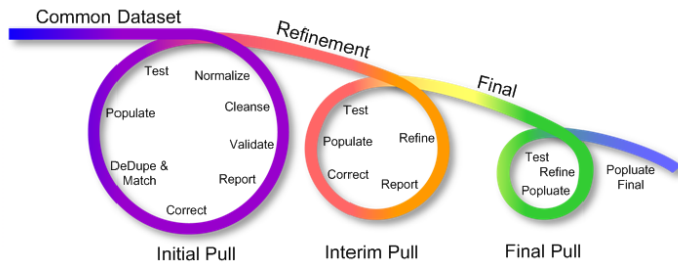 Common Dataset
Refinement
Final
Test
Normalize
Cleanse
Validate
Report
Correct
DeDupe &
Match
Populate
Initial Pull
Test
Refine
Report
Correct
Populate
Interim Pull
Test
Refine
Popluate
Final Pull
Popluate
Final